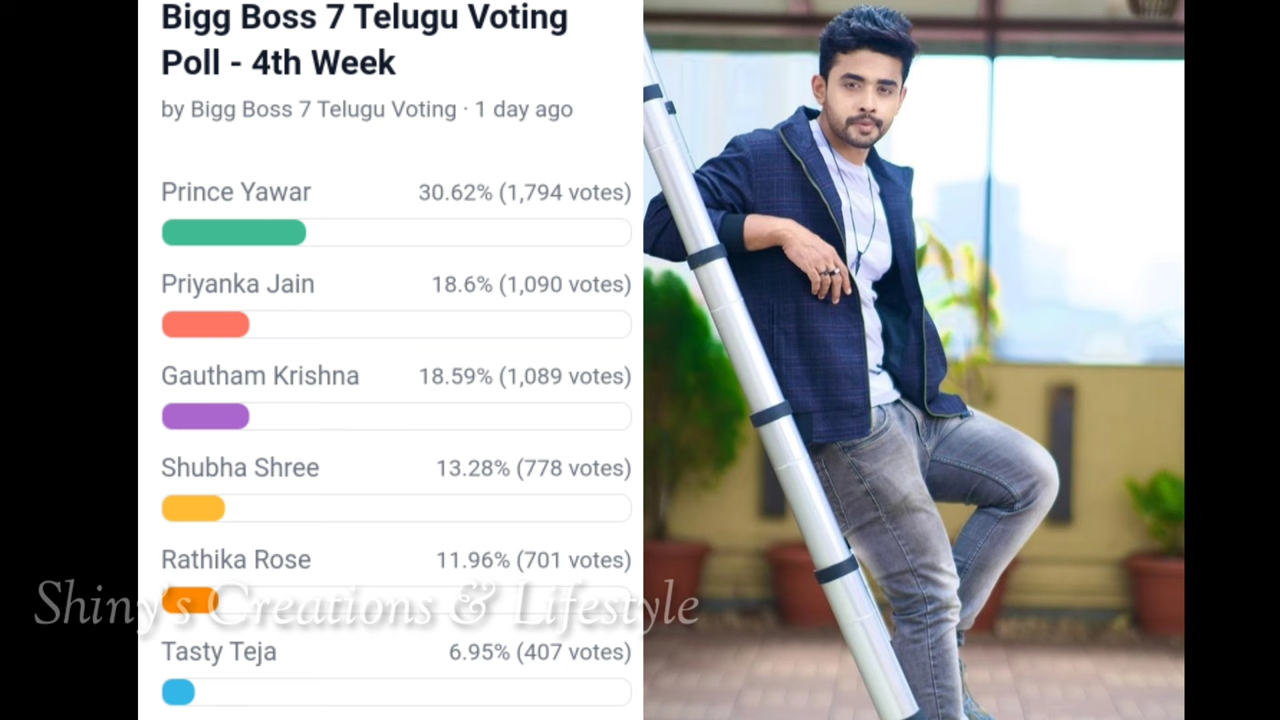 Bigg Boss 7 Telugu Voting
Poll - 4th Week
by Bigg Boss 7 Telugu Voting · 1 day ago
Prince Yawar 30.62% (1,794 votes)
Priyanka Jain 18.6% (1,090 votes)
Gautham Krishna 18.59% (1,089 votes)
Shubha Shree 13.28% (778 votes)
Rathika Rose 11.96% (701 votes)
Shiny's Creations & Lifestyle
Tasty Teja 6.95% (407 votes)